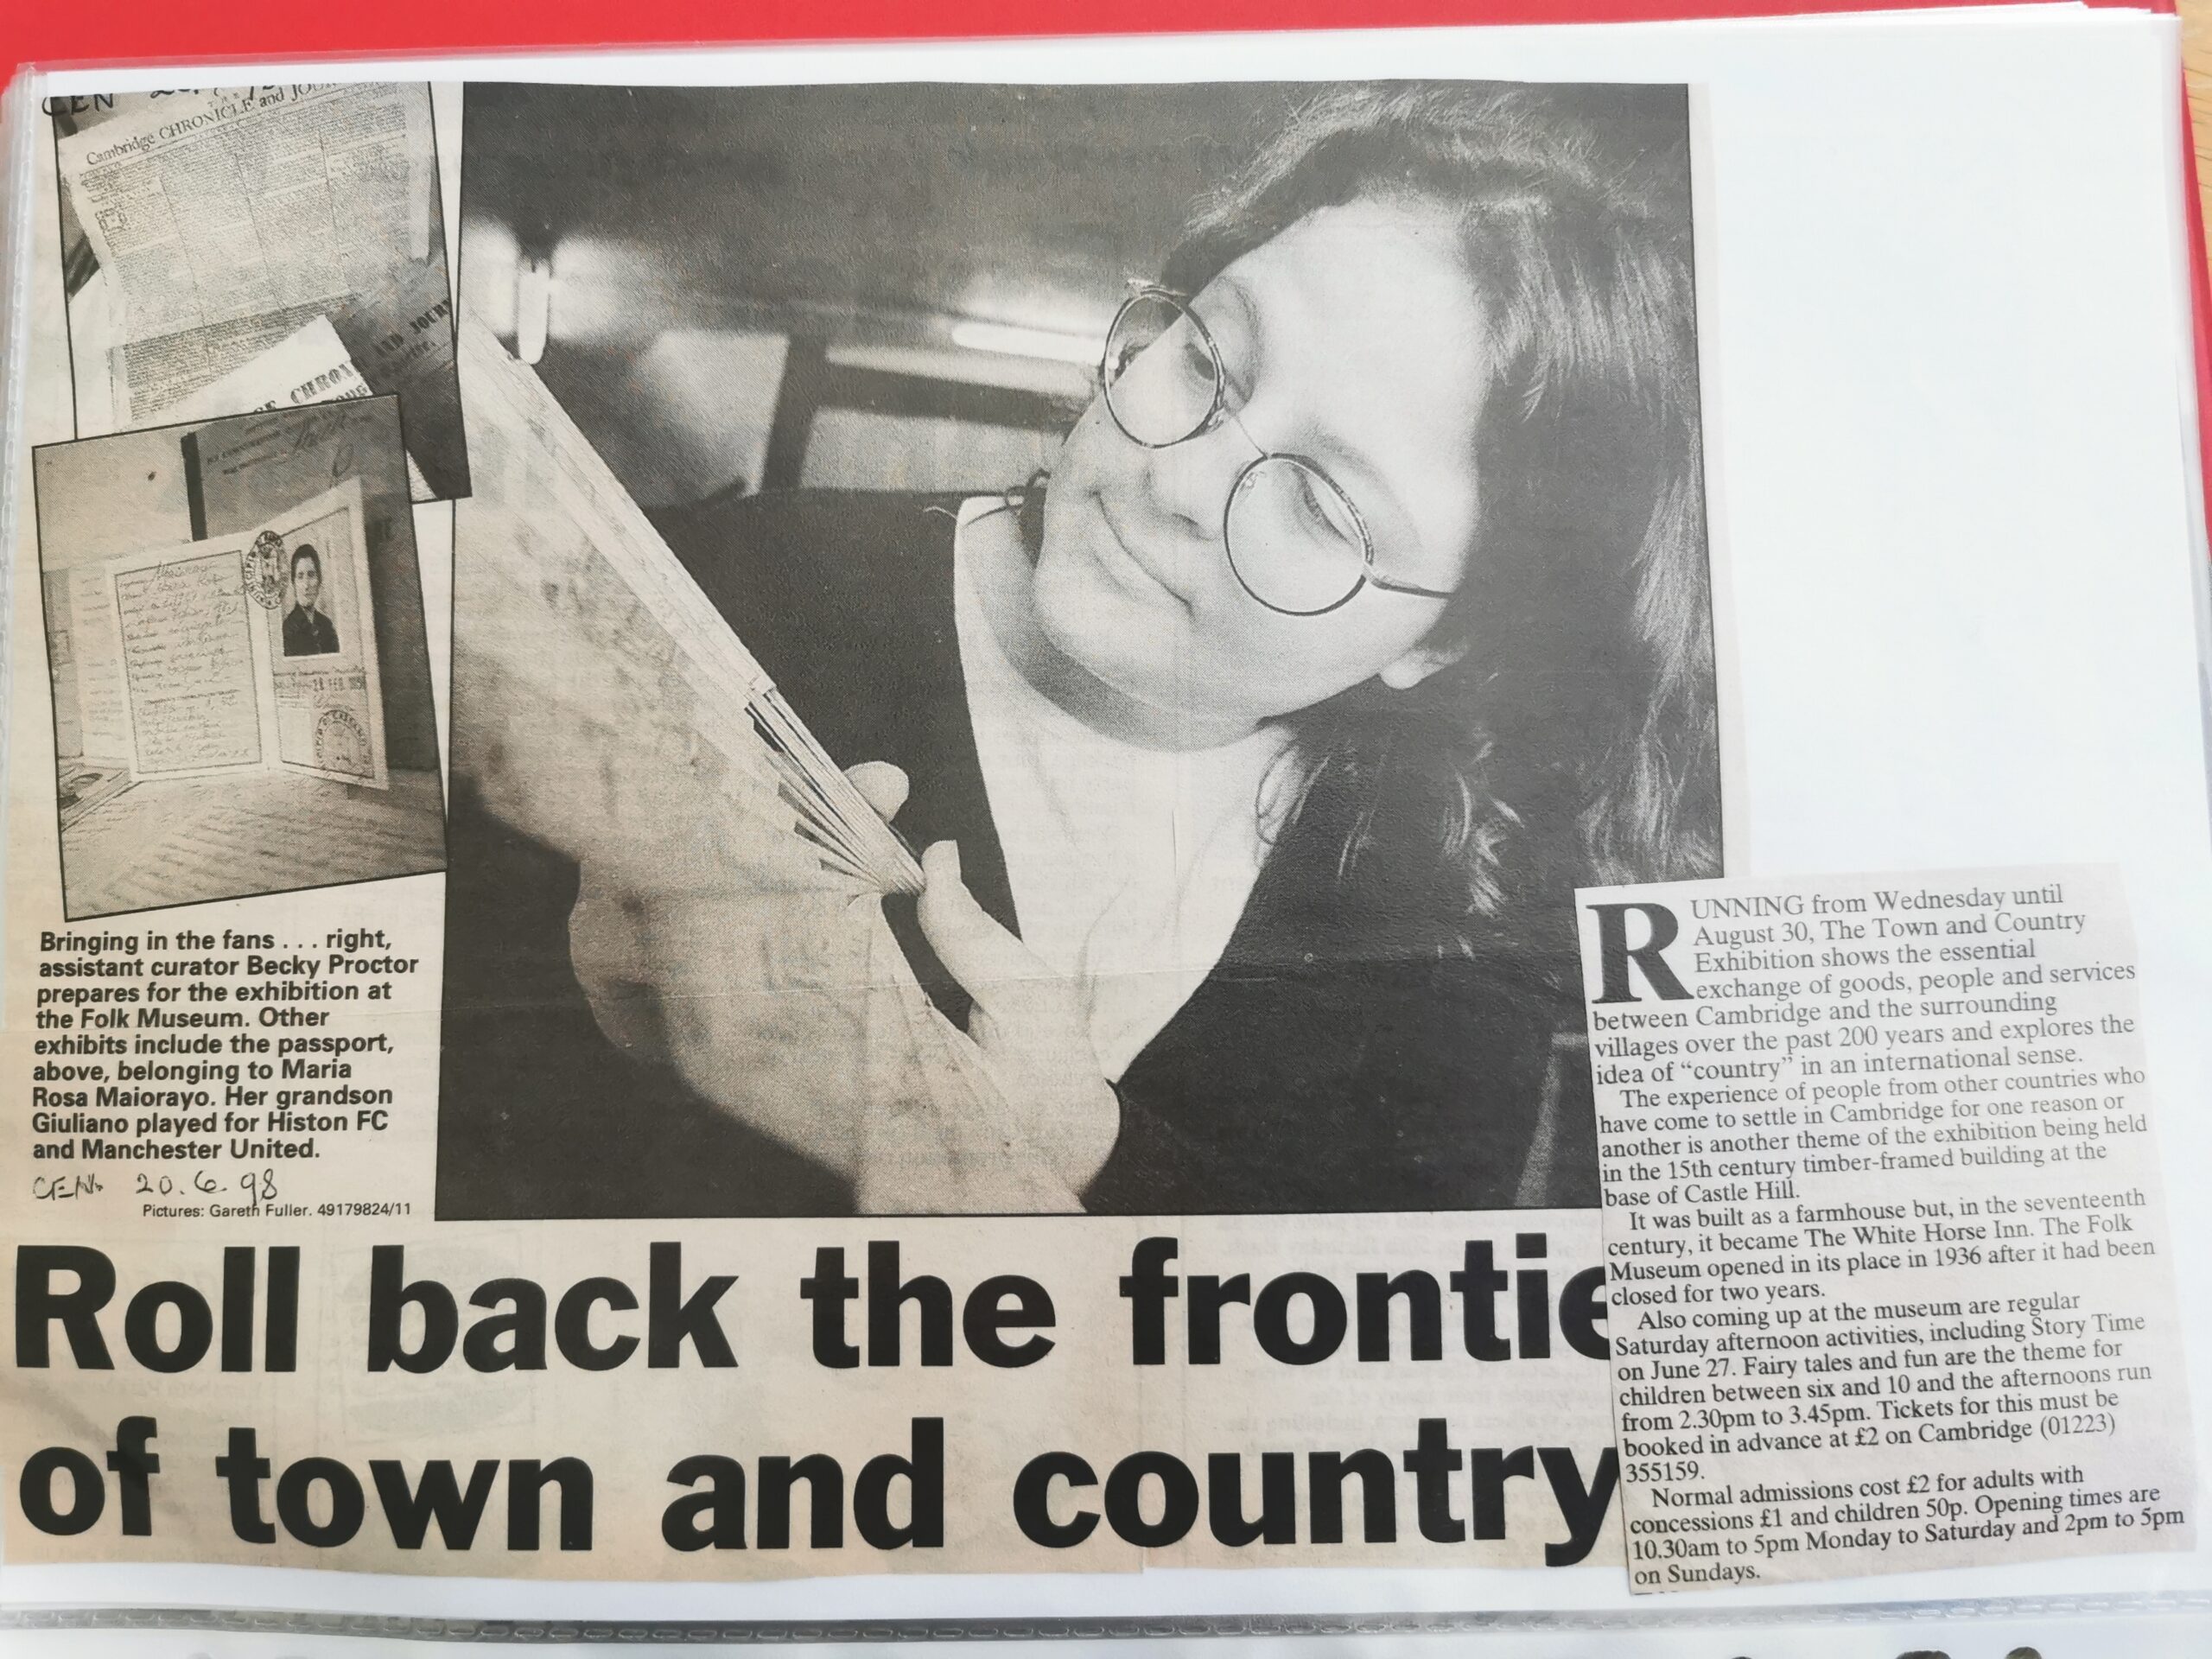 CEN
Cambridge CHRONICLE and
CHRON
AND JOUR
28 FEB
Bringing in the fans . . . right,
assistant curator Becky Proctor
prepares for the exhibition at
the Folk Museum. Other
exhibits include the passport,
above, belonging to Maria
Rosa Maiorayo. Her grandson
Giuliano played for Histon FC
and Manchester United.
CEN. 20.6.98
Pictures: Gareth Fuller. 49179824/11
Roll back the frontie
of town and country
RUNNING from Wednesday until
August 30, The Town and Country
Exhibition shows the essential
exchange of goods, people and services
between Cambridge and the surrounding
villages over the past 200 years and explores the
idea of “country” in an international sense.
The experience of people from other countries who
have come to settle in Cambridge for one reason or
another is another theme of the exhibition being held
in the 15th century timber-framed building at the
base of Castle Hill.
It was built as a farmhouse but, in the seventeenth
century, it became The White Horse Inn. The Folk
Museum opened in its place in 1936 after it had been
closed for two years.
Also coming up at the museum are regular
Saturday afternoon activities, including Story Time
on June 27. Fairy tales and fun are the theme for
children between six and 10 and the afternoons run
from 2.30pm to 3.45pm. Tickets for this must be
booked in advance at £2 on Cambridge (01223)
355159.
Normal admissions cost £2 for adults with
concessions £1 and children 50p. Opening times are
10.30am to 5pm Monday to Saturday and 2pm to 5pm
on Sundays.